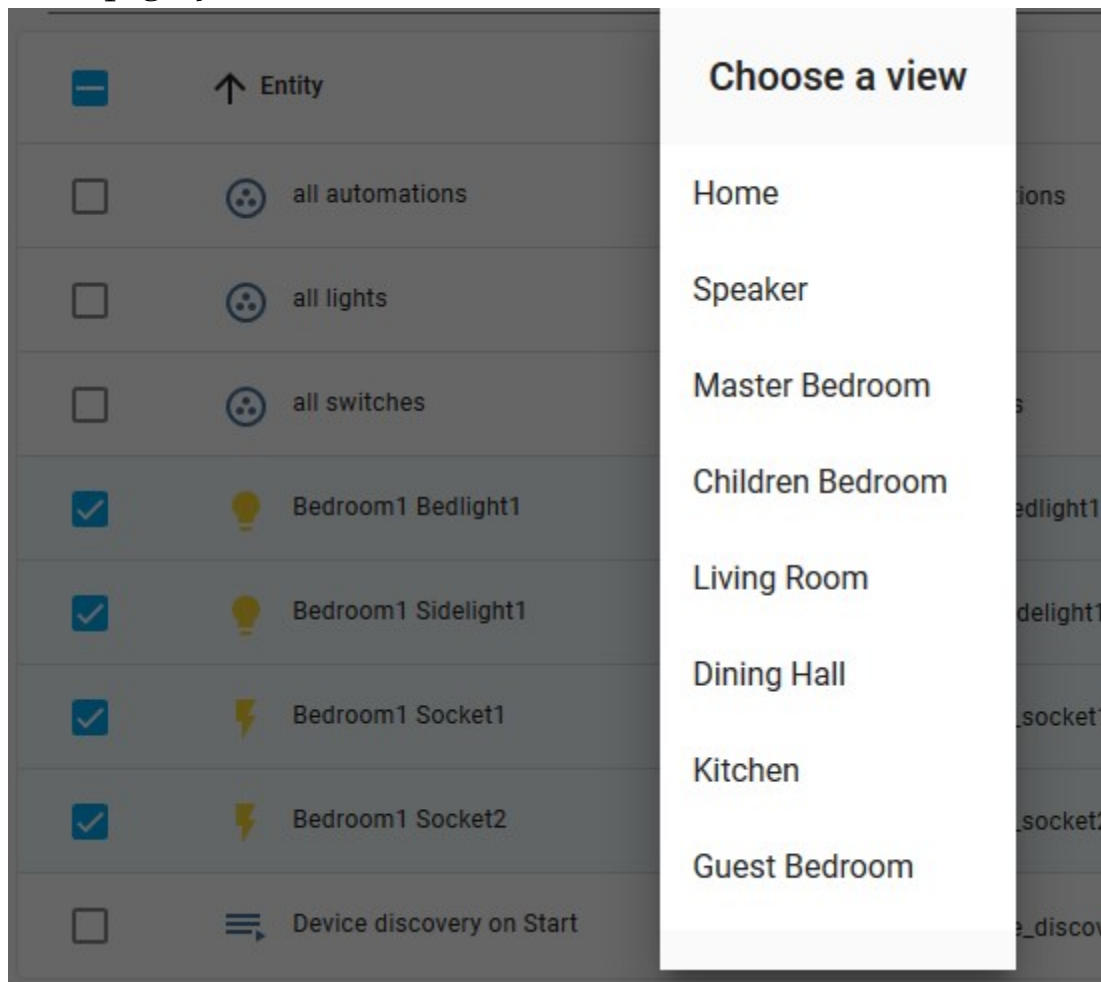 Entity
all automations
all lights
all switches
Bedroom1 Bedlight1
Bedroom1 Sidelight1
Bedroom1 Socket1
Bedroom1 Socket2
Device discovery on Start
Choose a view
Home
Speaker
Master Bedroom
Children Bedroom
Living Room
Dining Hall
Kitchen
Guest Bedroom